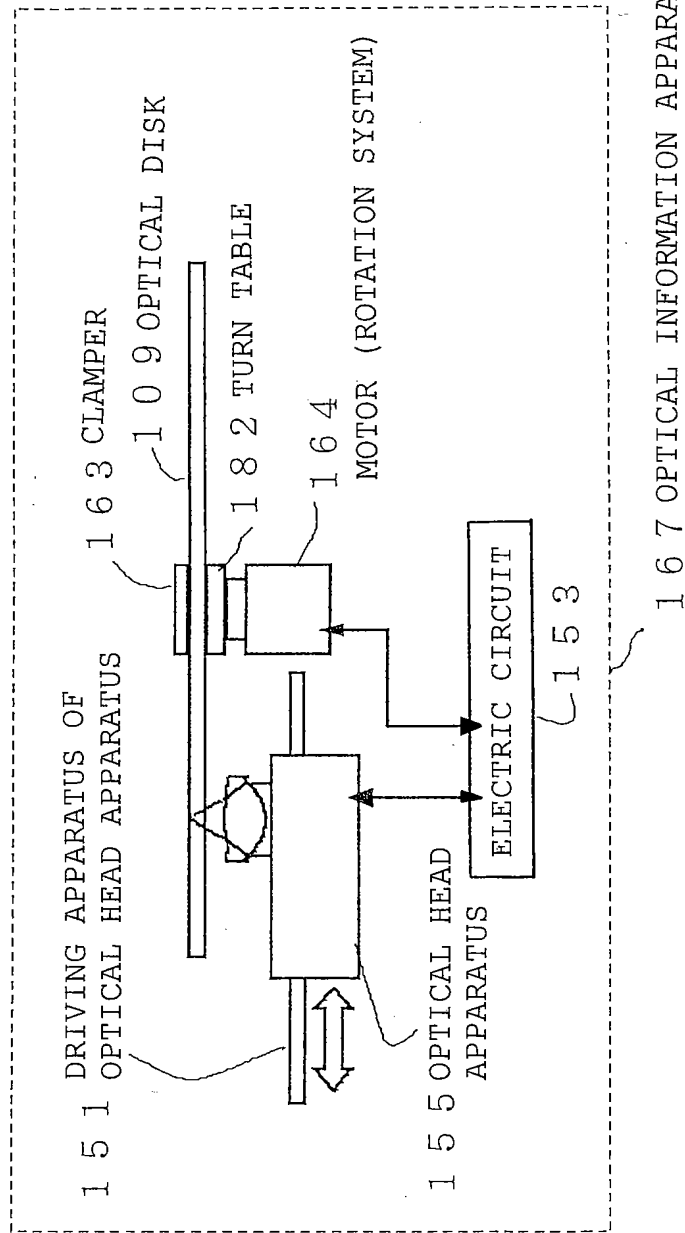 151 DRIVING APPARATUS OF
OPTICAL HEAD APPARATUS
163 CLAMPER
109 OPTICAL DISK
182 TURN TABLE
164
MOTOR (ROTATION SYSTEM)
155 OPTICAL HEAD
APPARATUS
ELECTRIC CIRCUIT
153
167 OPTICAL INFORMATION